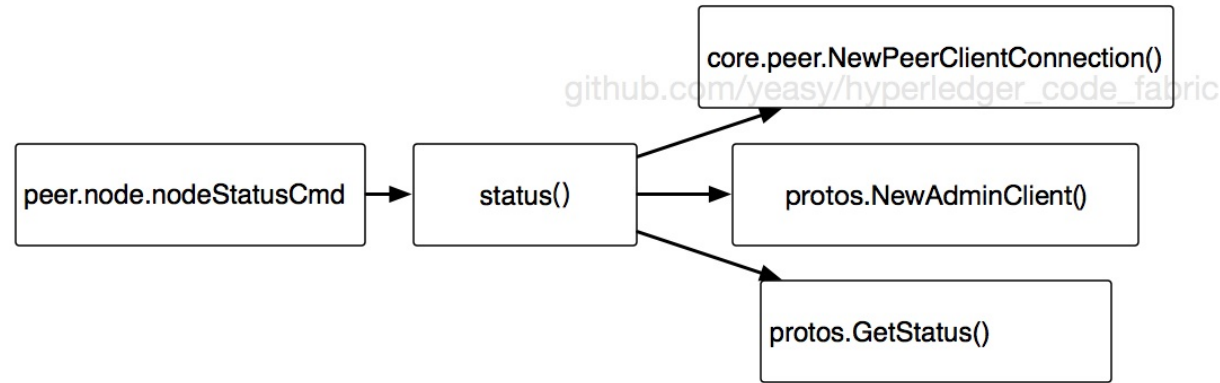 core.peer.NewPeerClientConnection()
github.com/yeasy/hyperledger_code_fabric
peer.node.nodeStatusCmd
status()
protos.NewAdminClient()
protos.GetStatus()